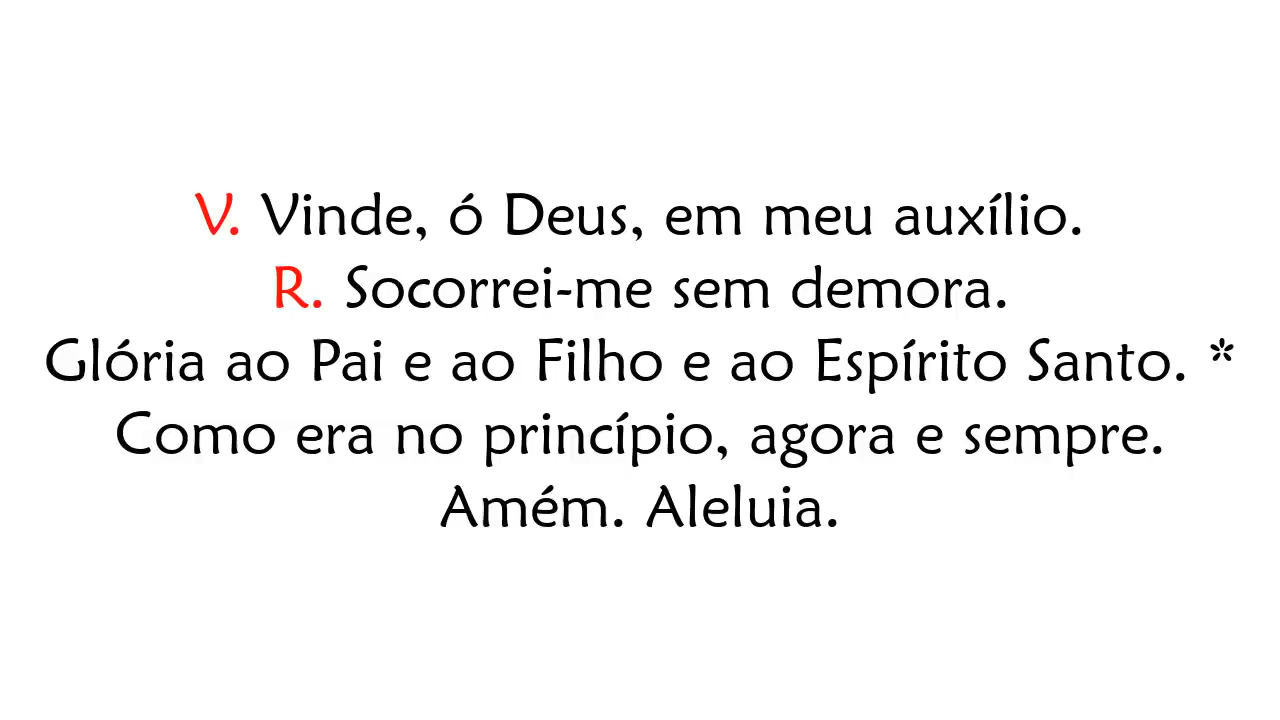 V. Vinde, ó Deus, em meu auxílio.
R. Socorrei-me sem demora.
Glória ao Pai e ao Filho e ao Espírito Santo. *
Como era no princípio, agora e sempre.
Amém. Aleluia.